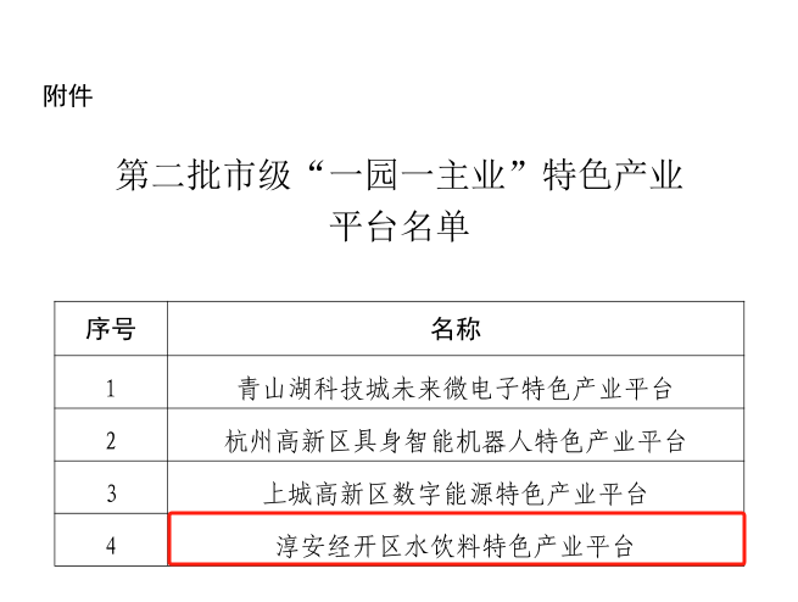 附件
第二批市级“一园一主业”特色产业
平台名单
序号 名称
1 青山湖科技城未来微电子特色产业平台
2 杭州高新区具身智能机器人特色产业平台
3 上城高新区数字能源特色产业平台
4 淳安经开区水饮料特色产业平台